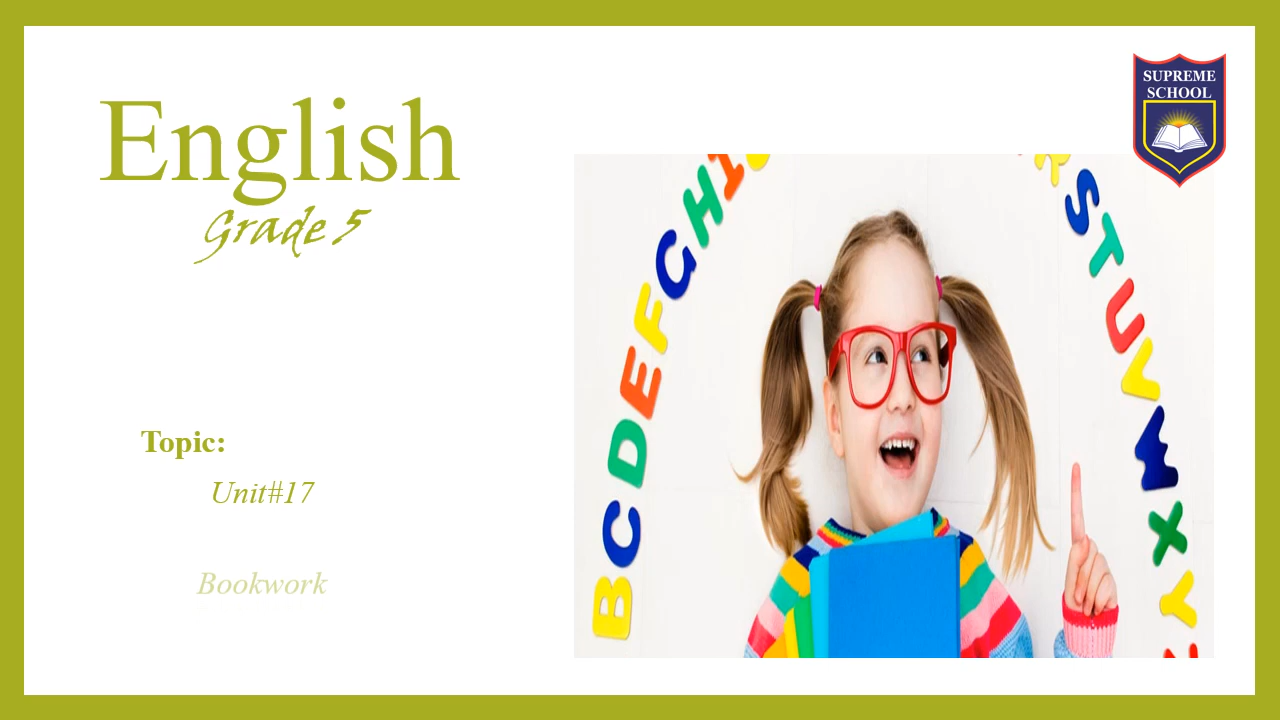 English
Grade 5
SUPREME
SCHOOL
Topic:
Unit#17
Bookwork
B C D E F G H I
R S T U V W X Y